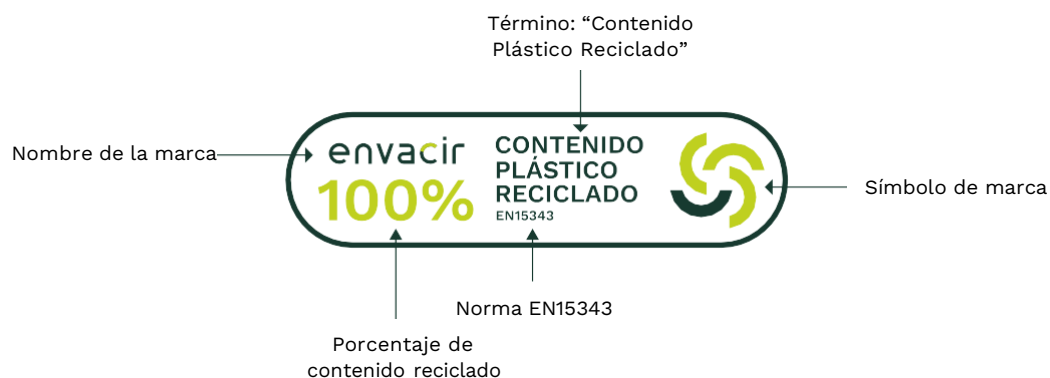 Término: “Contenido
Plástico Reciclado”
Nombre de la marca
envacir
100%
CONTENIDO
PLÁSTICO
RECICLADO
EN15343
Símbolo de marca
Norma EN15343
Porcentaje de
contenido reciclado